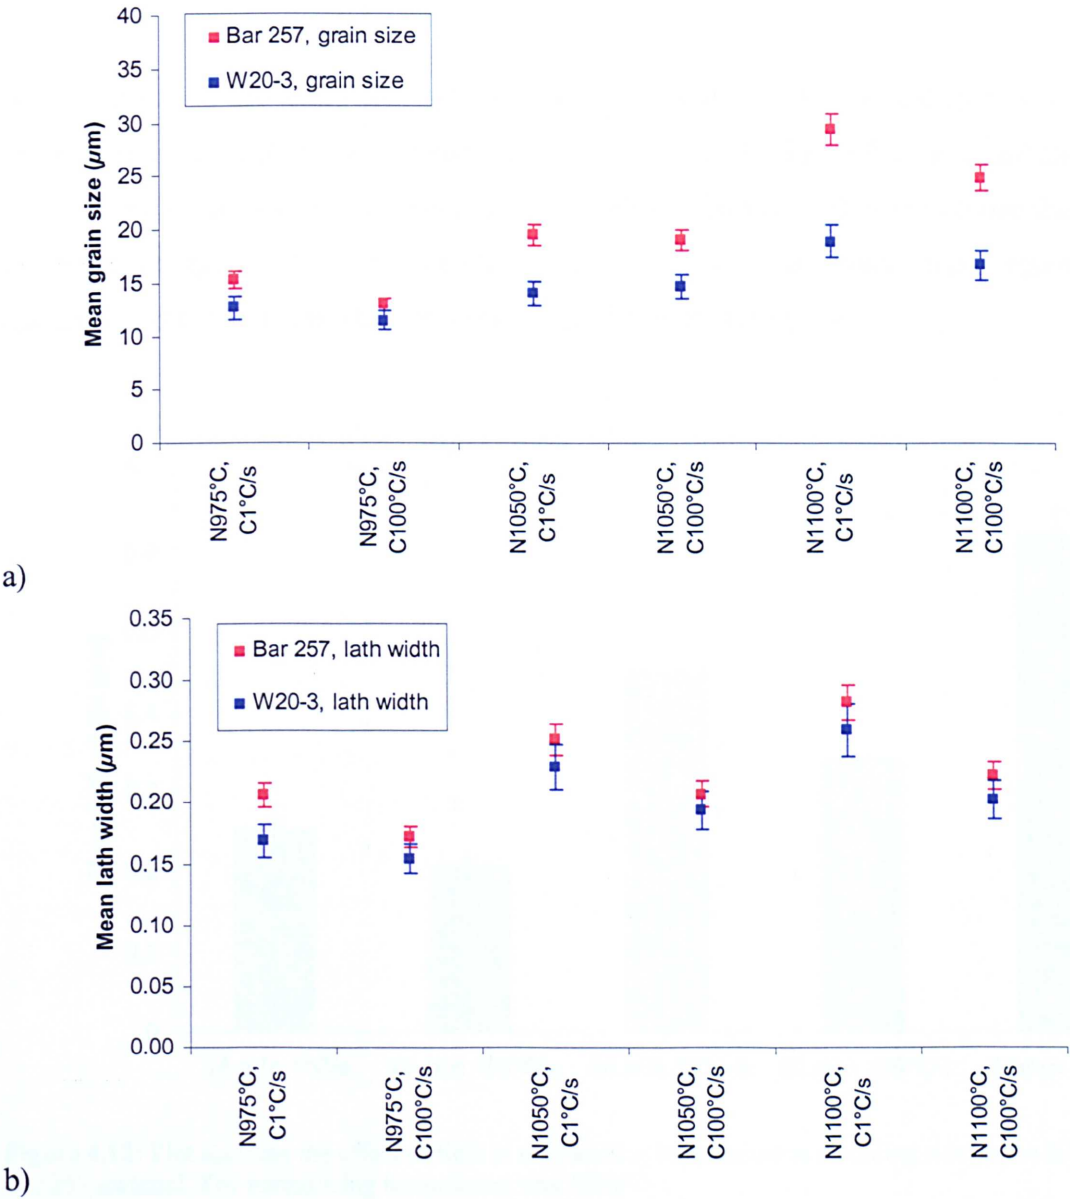 40
35
30
25
20
15
10
5
0
Mean grain size (µm)
Bar 257, grain size
W20-3, grain size
N975°C,
C1°C/s
N975°C,
C100°C/s
N1050°C,
C1°C/s
N1050°C,
C100°C/s
N1100°C,
C1°C/s
N1100°C,
C100°C/s
a)
0.35
0.30
0.25
0.20
0.15
0.10
0.05
0.00
Mean lath width (µm)
Bar 257, lath width
W20-3, lath width
N975°C,
C1°C/s
N975°C,
C100°C/s
N1050°C,
C1°C/s
N1050°C,
C100°C/s
N1100°C,
C1°C/s
N1100°C,
C100°C/s
b)